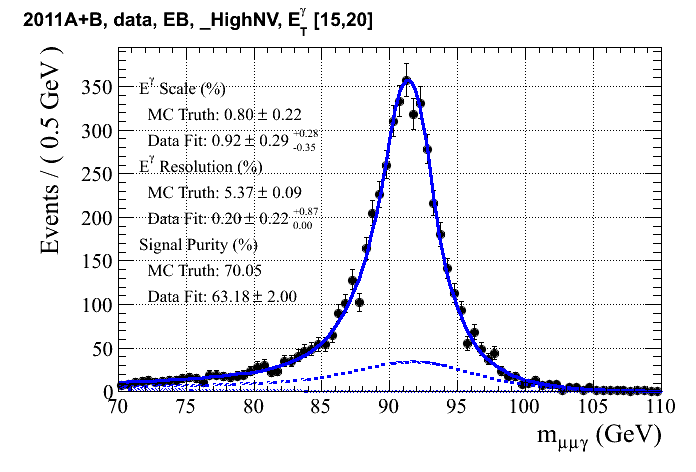 2011A+B, data, EB, _HighNV, E_T^γ [15,20]
Events / ( 0.5 GeV )
350
300
250
200
150
100
50
0
E^γ Scale (%)
MC Truth: 0.80 ± 0.22
Data Fit: 0.92 ± 0.29 +0.28 -0.35
E^γ Resolution (%)
MC Truth: 5.37 ± 0.09
Data Fit: 0.20 ± 0.22 +0.87 0.00
Signal Purity (%)
MC Truth: 70.05
Data Fit: 63.18 ± 2.00
70 75 80 85 90 95 100 105 110
m_μμγ (GeV)